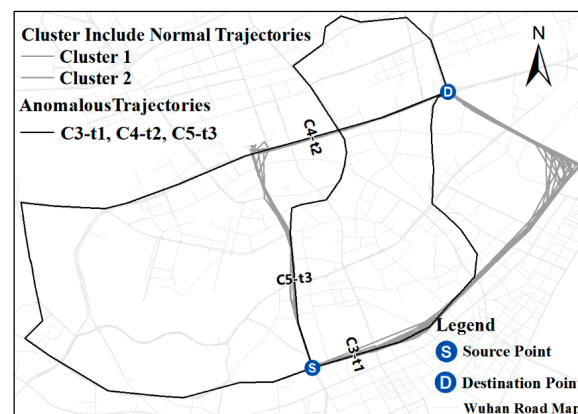 Cluster Include Normal Trajectories
Cluster 1
Cluster 2
AnomalousTrajectories
C3-t1, C4-t2, C5-t3
N
D
C4-t2
C5-t3
C3-t1
S
Legend
S Source Point
D Destination Point
Wuhan Road Map